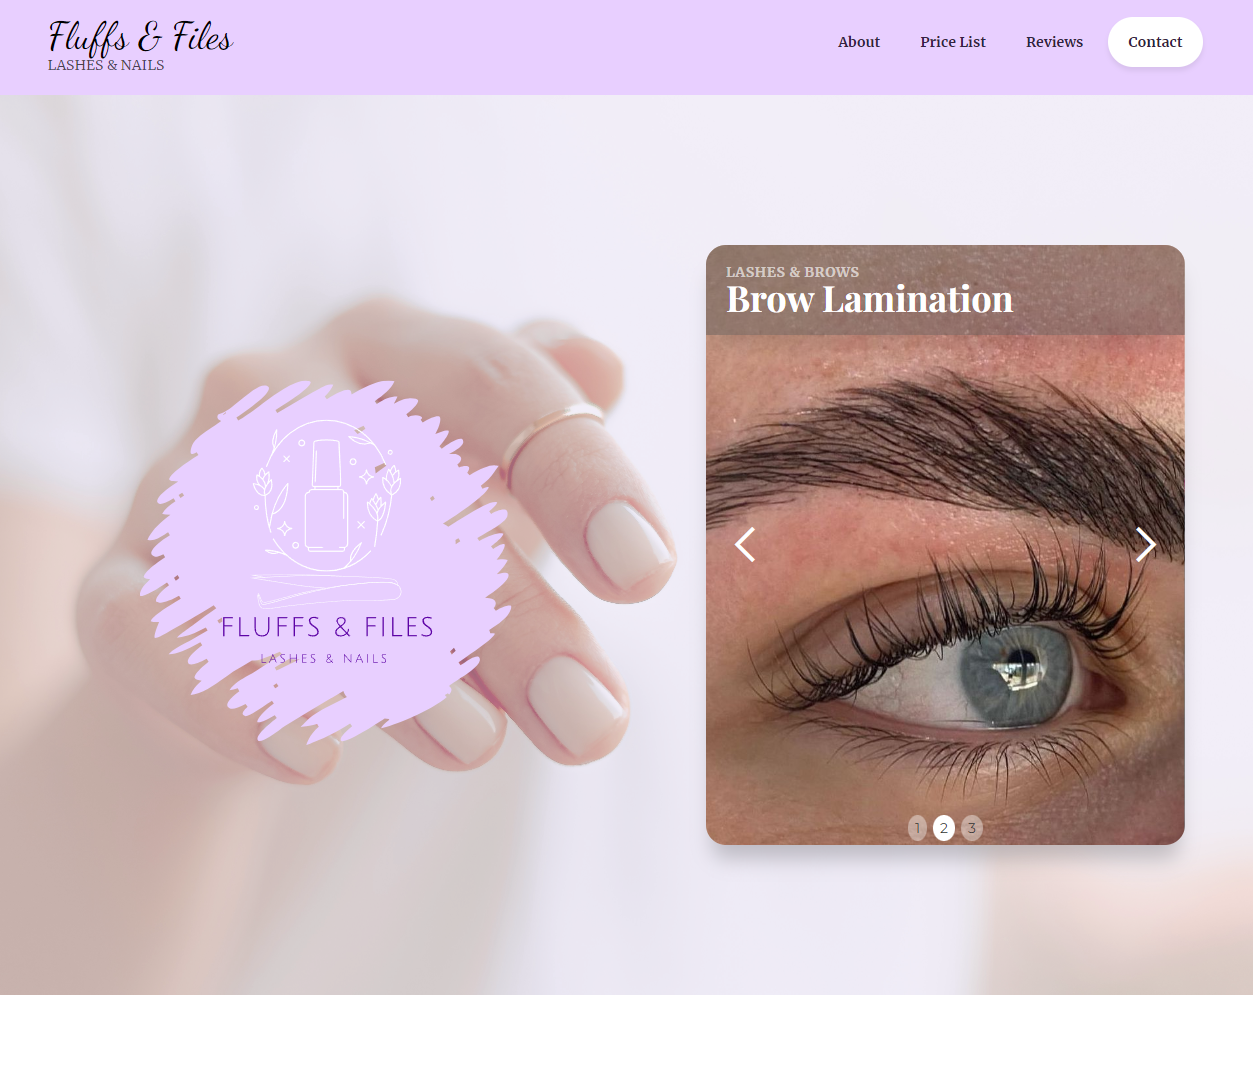 Fluffs & Files
LASHES & NAILS
About
Price List
Reviews
Contact
LASHES & BROWS
Brow Lamination
FLUFFS & FILES
LASHES & NAILS
1 2 3